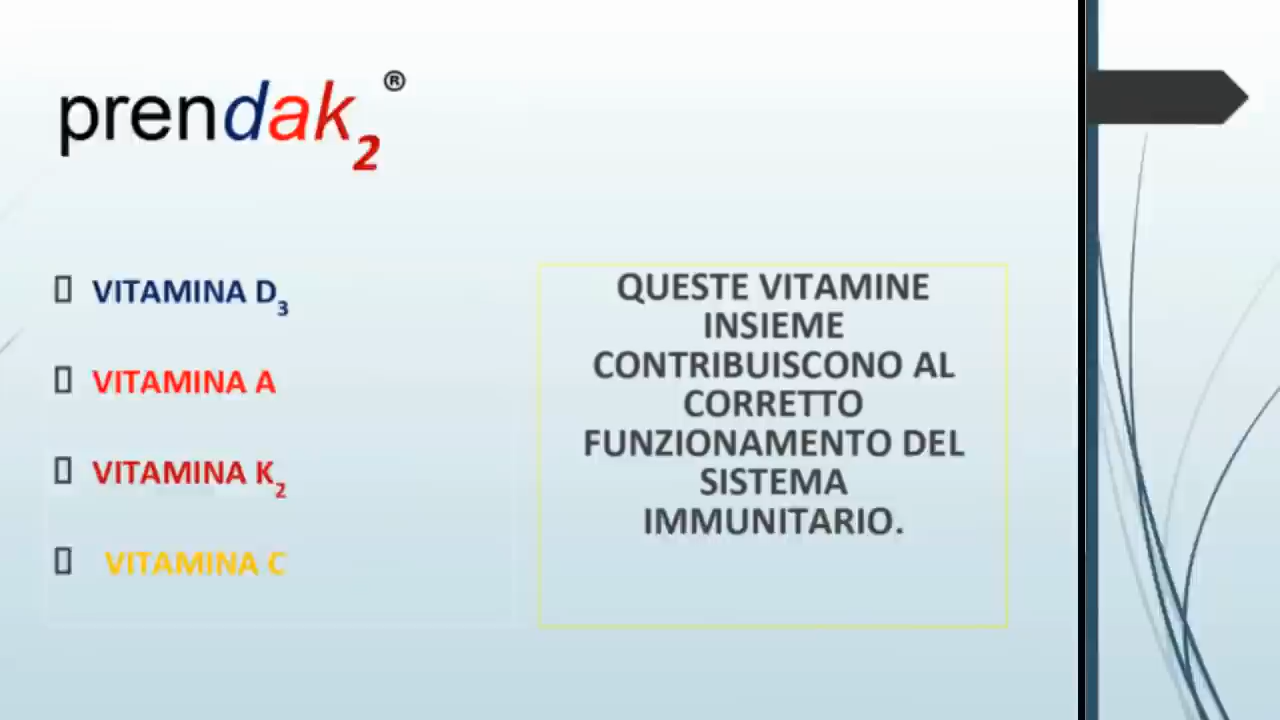 prendak2®
VITAMINA D3
VITAMINA A
VITAMINA K2
VITAMINA C
QUESTE VITAMINE
INSIEME
CONTRIBUISCONO AL
CORRETTO
FUNZIONAMENTO DEL
SISTEMA
IMMUNITARIO.